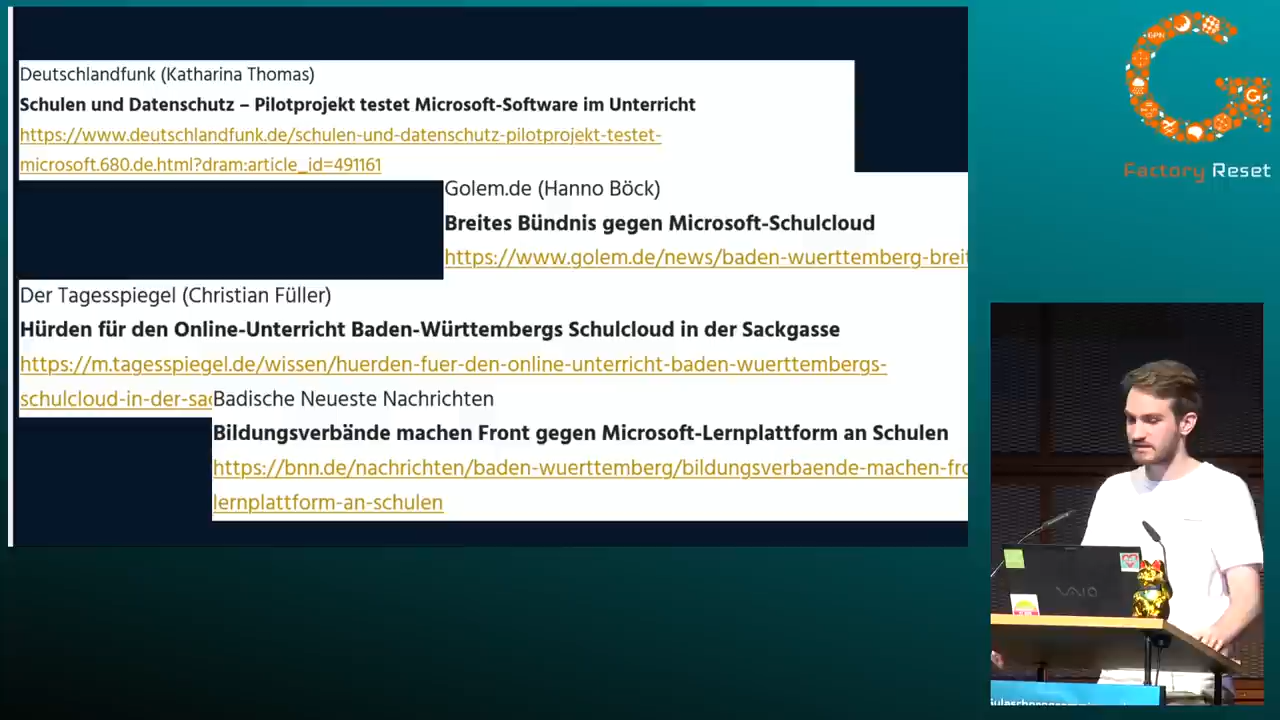 Deutschlandfunk (Katharina Thomas)
Schulen und Datenschutz – Pilotprojekt testet Microsoft-Software im Unterricht
https://www.deutschlandfunk.de/schulen-und-datenschutz-pilotprojekt-testet-
microsoft.680.de.html?dram:article_id=491161
Golem.de (Hanno Böck)
Breites Bündnis gegen Microsoft-Schulcloud
https://www.golem.de/news/baden-wuerttemberg-breit
Der Tagesspiegel (Christian Füller)
Hürden für den Online-Unterricht Baden-Württembergs Schulcloud in der Sackgasse
https://m.tagesspiegel.de/wissen/huerden-fuer-den-online-unterricht-baden-wuerttembergs-
schulcloud-in-der-sac
Badische Neueste Nachrichten
Bildungsverbände machen Front gegen Microsoft-Lernplattform an Schulen
https://bnn.de/nachrichten/baden-wuerttemberg/bildungsverbaende-machen-fro
lernplattform-an-schulen
Factory Reset
VAIO